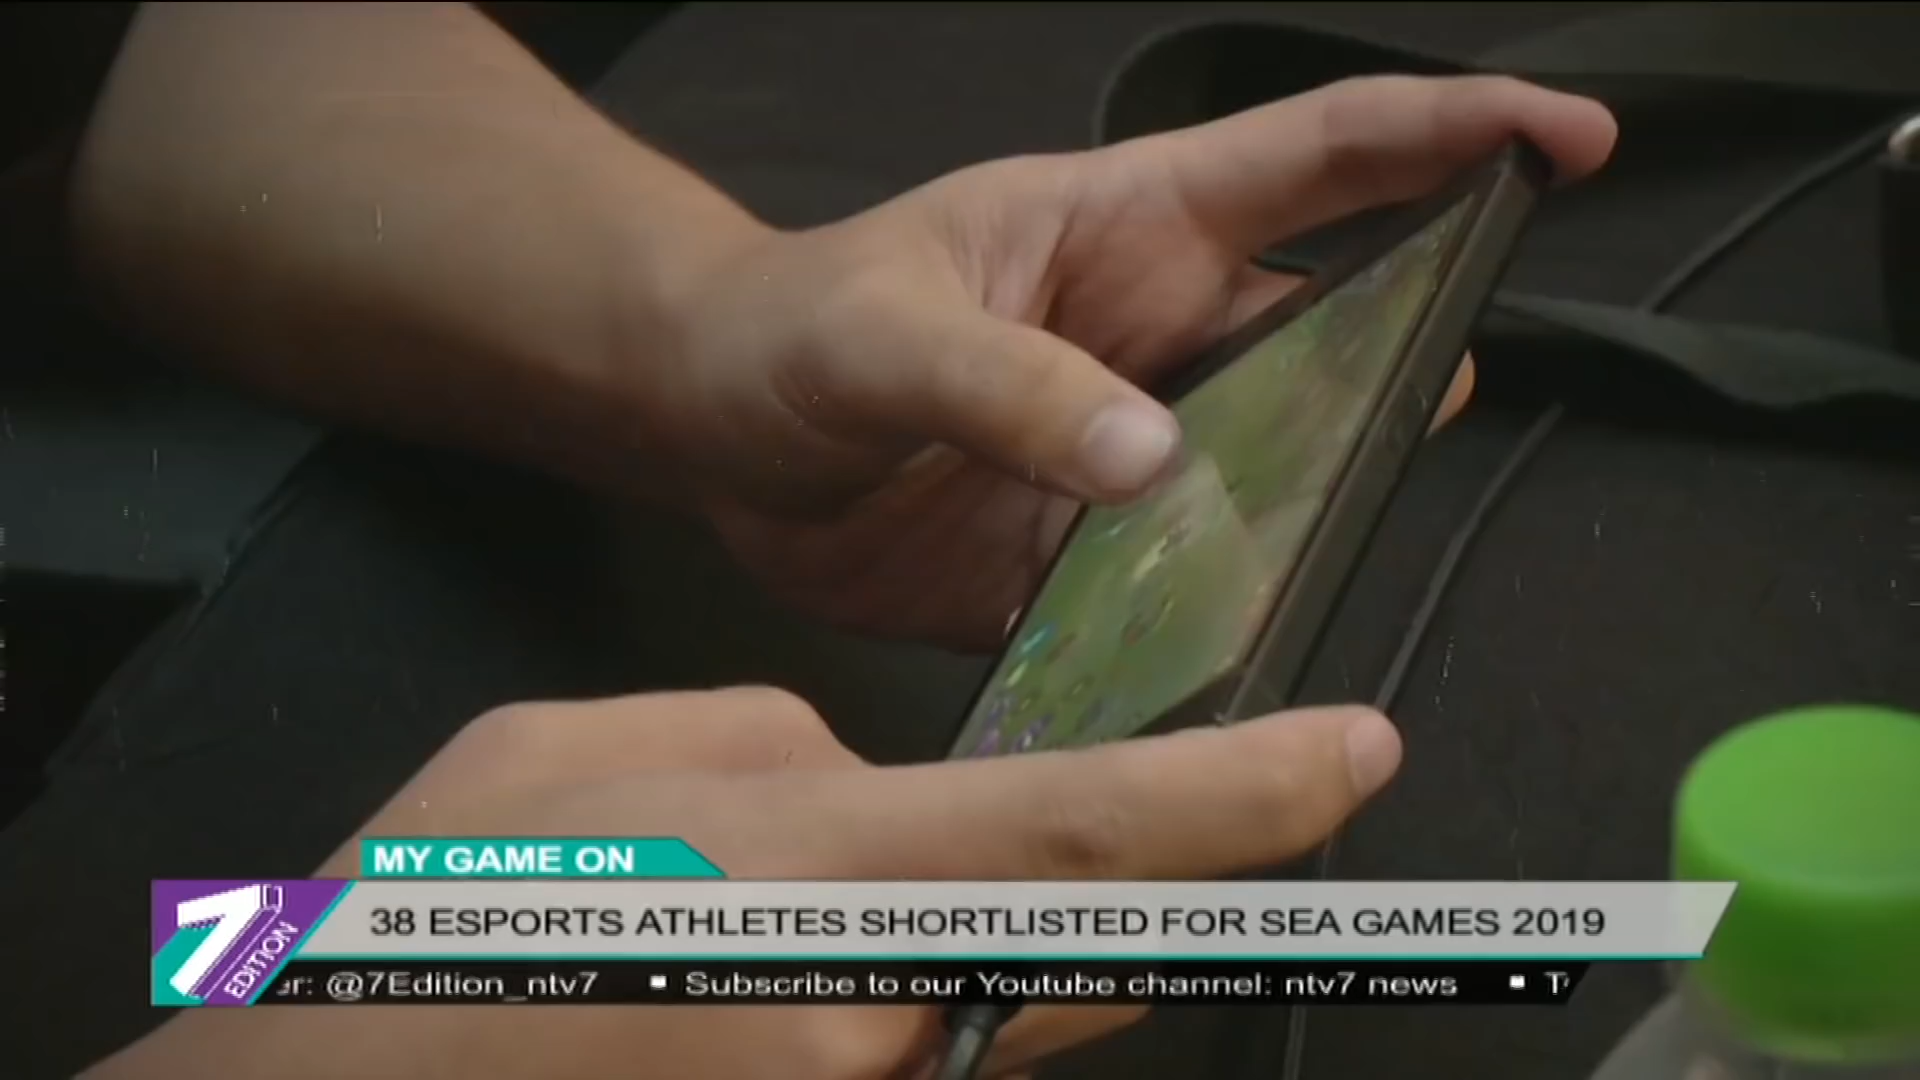 MY GAME ON
7 EDITION
38 ESPORTS ATHLETES SHORTLISTED FOR SEA GAMES 2019
er: @7Edition_ntv7 ▪ Subscribe to our Youtube channel: ntv7 news ▪ T